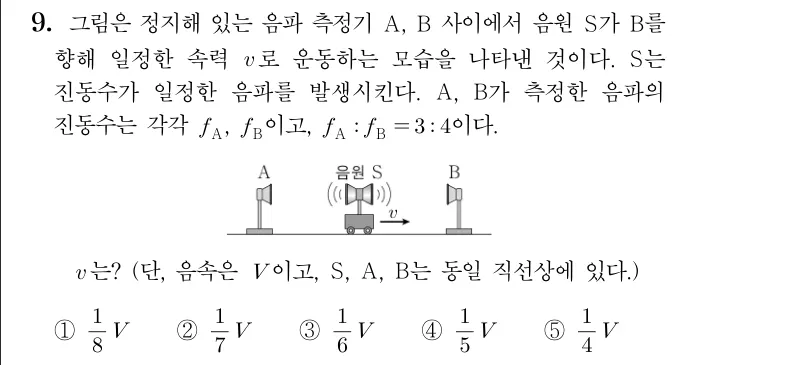 9. 그림은 정지해 있는 음파 측정기 A, B 사이에서 음원 S가 B를
향해 일정한 속력 v로 운동하는 모습을 나타낸 것이다. S는
진동수가 일정한 음파를 발생시킨다. A, B가 측정한 음파의
진동수는 각각 f_A, f_B이고, f_A : f_B = 3 : 4이다.
A 음원 S B
v
v는? (단, 음속은 V이고, S, A, B는 동일 직선상에 있다.)
① 1/8 V ② 1/7 V ③ 1/6 V ④ 1/5 V ⑤ 1/4 V